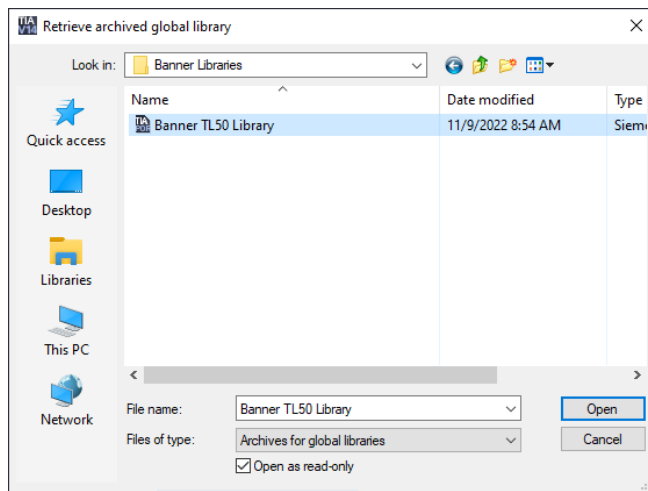 TIA V14 Retrieve archived global library
Look in: Banner Libraries
Name Date modified Type
Banner TL50 Library 11/9/2022 8:54 AM Sieme
Quick access
Desktop
Libraries
This PC
Network
File name: Banner TL50 Library Open
Files of type: Archives for global libraries Cancel
Open as read-only